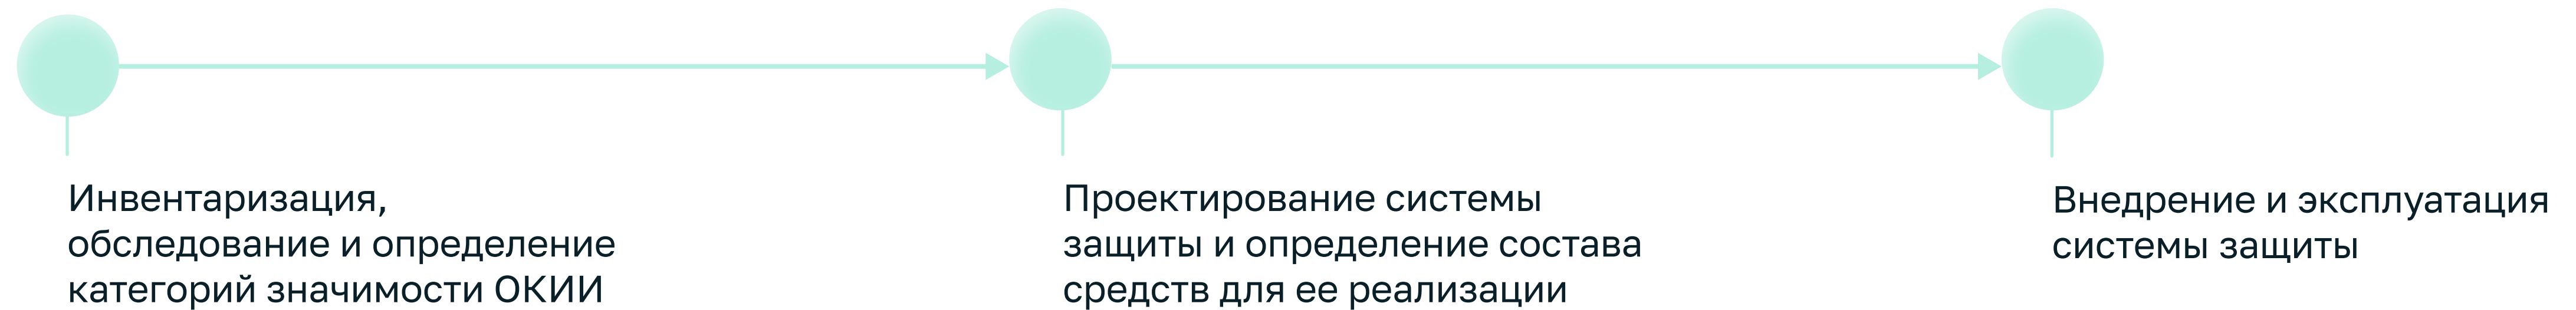 Инвентаризация,
обследование и определение
категорий значимости ОКИИ
Проектирование системы
защиты и определение состава
средств для ее реализации
Внедрение и эксплуатация
системы защиты